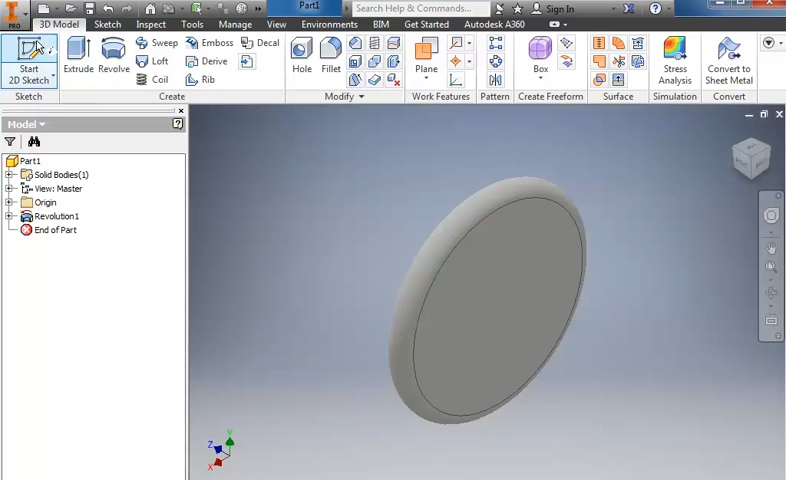 Part1
Search Help & Commands...
Sign In
PRO
3D Model
Sketch
Inspect
Tools
Manage
View
Environments
BIM
Get Started
Autodesk A360
Start
2D Sketch
Extrude
Revolve
Sweep
Emboss
Decal
Loft
Derive
Coil
Rib
Hole
Fillet
Plane
Box
Stress
Analysis
Convert to
Sheet Metal
Sketch
Create
Modify
Work Features
Pattern
Create Freeform
Surface
Simulation
Convert
Model
Part1
Solid Bodies(1)
View: Master
Origin
Revolution1
End of Part
Y
Z
X